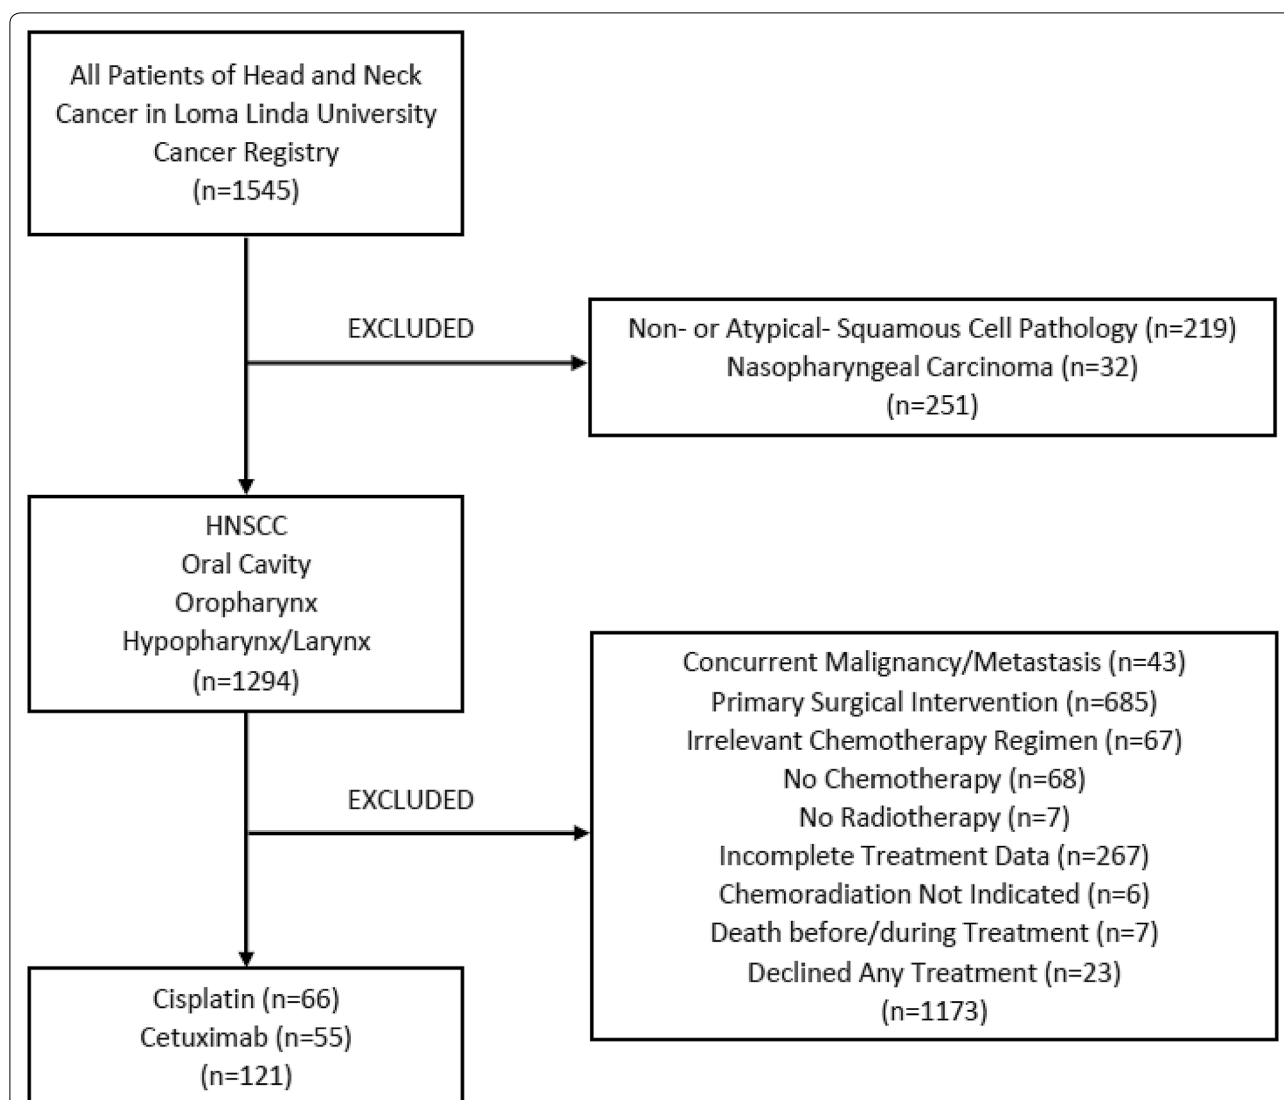 All Patients of Head and Neck
Cancer in Loma Linda University
Cancer Registry
(n=1545)
EXCLUDED
Non- or Atypical- Squamous Cell Pathology (n=219)
Nasopharyngeal Carcinoma (n=32)
(n=251)
HNSCC
Oral Cavity
Oropharynx
Hypopharynx/Larynx
(n=1294)
EXCLUDED
Concurrent Malignancy/Metastasis (n=43)
Primary Surgical Intervention (n=685)
Irrelevant Chemotherapy Regimen (n=67)
No Chemotherapy (n=68)
No Radiotherapy (n=7)
Incomplete Treatment Data (n=267)
Chemoradiation Not Indicated (n=6)
Death before/during Treatment (n=7)
Declined Any Treatment (n=23)
(n=1173)
Cisplatin (n=66)
Cetuximab (n=55)
(n=121)